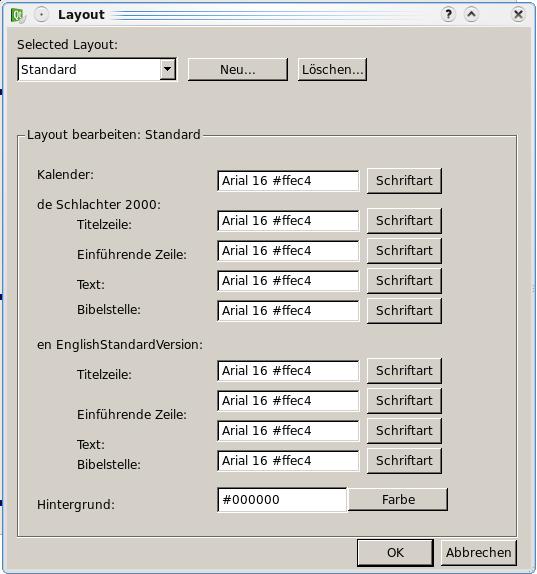 Layout
Selected Layout:
Standard Neu... Löschen...
Layout bearbeiten: Standard
Kalender: Arial 16 #ffec4 Schriftart
de Schlachter 2000:
Titelzeile: Arial 16 #ffec4 Schriftart
Einführende Zeile: Arial 16 #ffec4 Schriftart
Text: Arial 16 #ffec4 Schriftart
Bibelstelle: Arial 16 #ffec4 Schriftart
en EnglishStandardVersion:
Titelzeile: Arial 16 #ffec4 Schriftart
Einführende Zeile: Arial 16 #ffec4 Schriftart
Text: Arial 16 #ffec4 Schriftart
Bibelstelle: Arial 16 #ffec4 Schriftart
Hintergrund: #000000 Farbe
OK Abbrechen